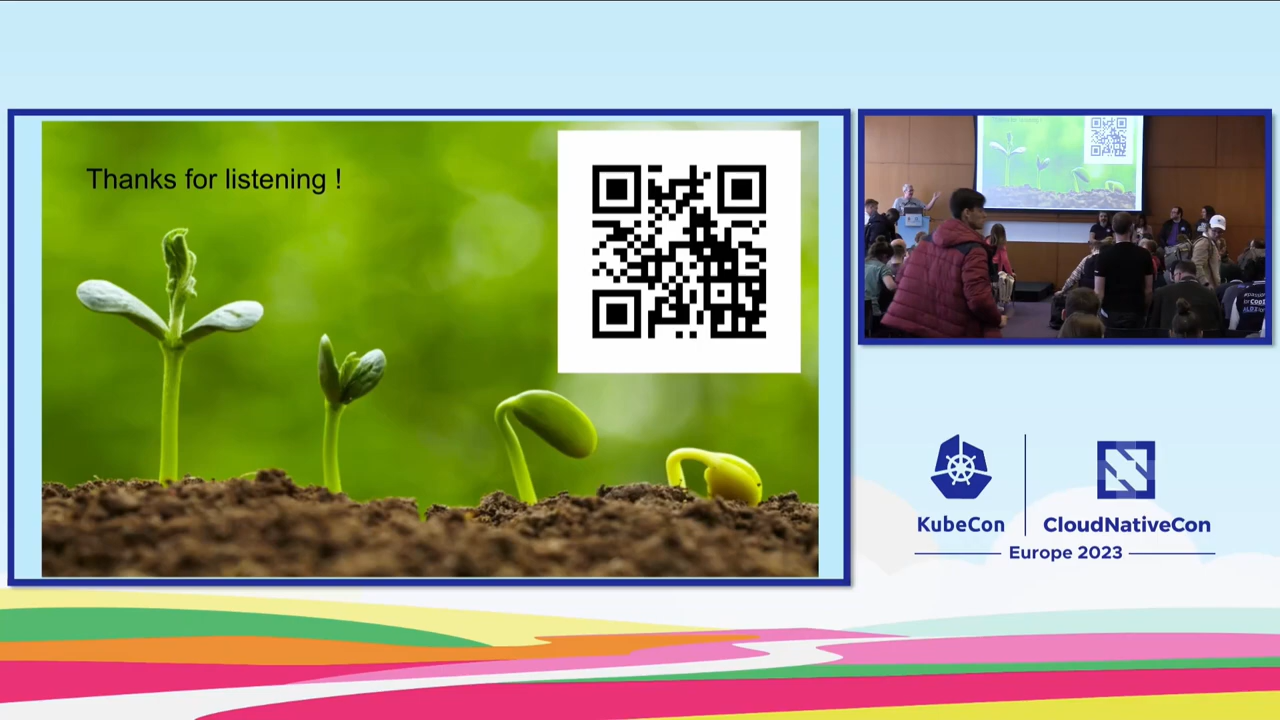 Thanks for listening !
KubeCon
CloudNativeCon
Europe 2023